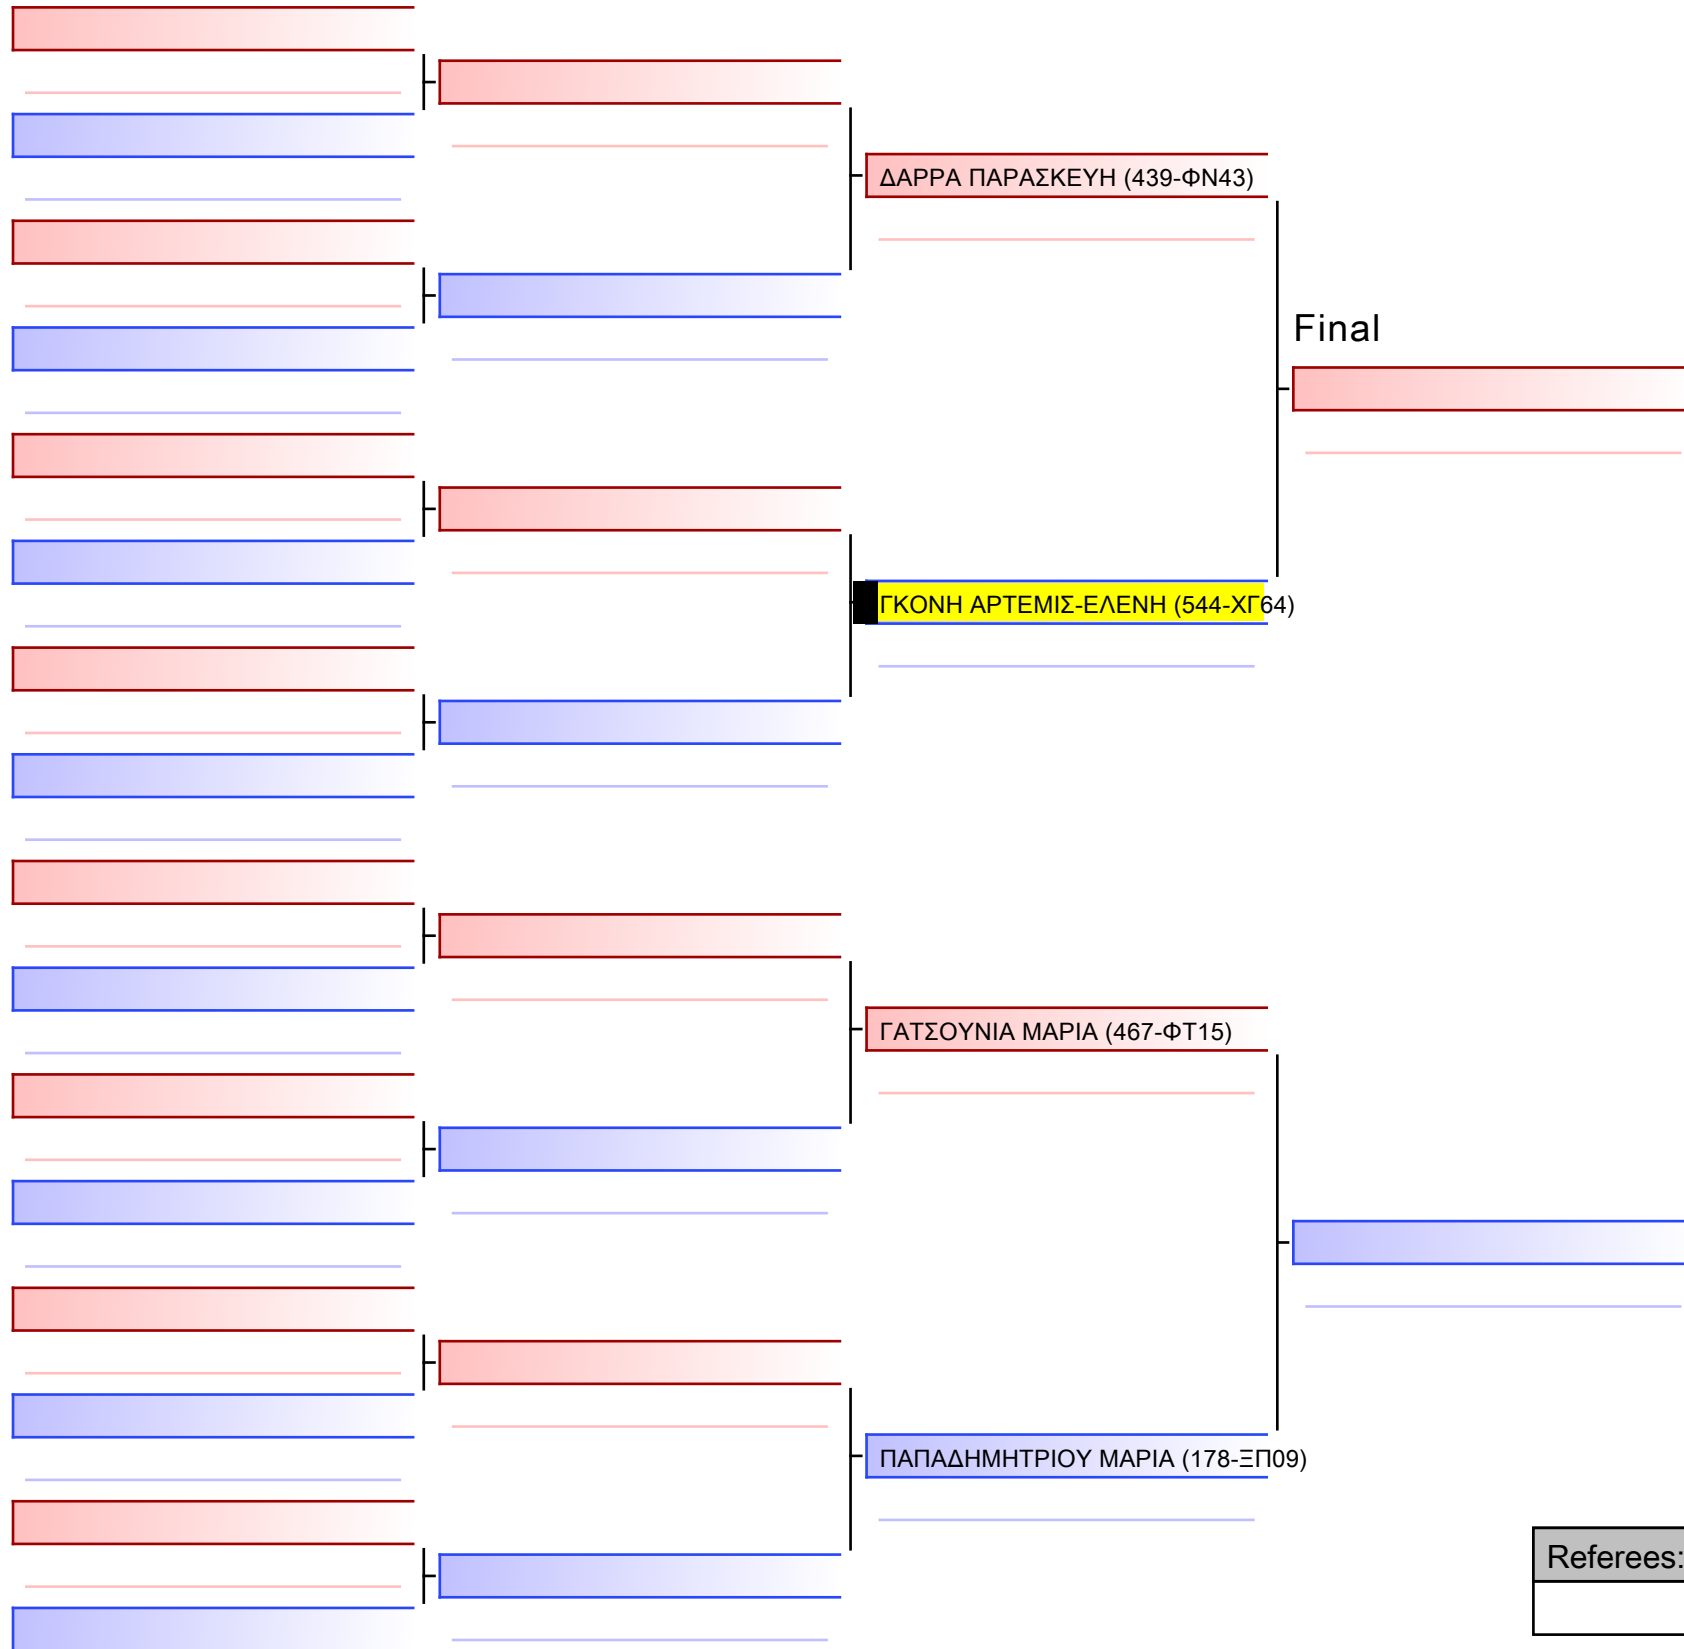 ΔΑΡΡΑ ΠΑΡΑΣΚΕΥΗ (439-ΦΝ43)
Final
ΓΚΟΝΗ ΑΡΤΕΜΙΣ-ΕΛΕΝΗ (544-ΧΓ64)
ΓΑΤΣΟΥΝΙΑ ΜΑΡΙΑ (467-ΦΤ15)
ΠΑΠΑΔΗΜΗΤΡΙΟΥ ΜΑΡΙΑ (178-ΞΠ09)
Referees: